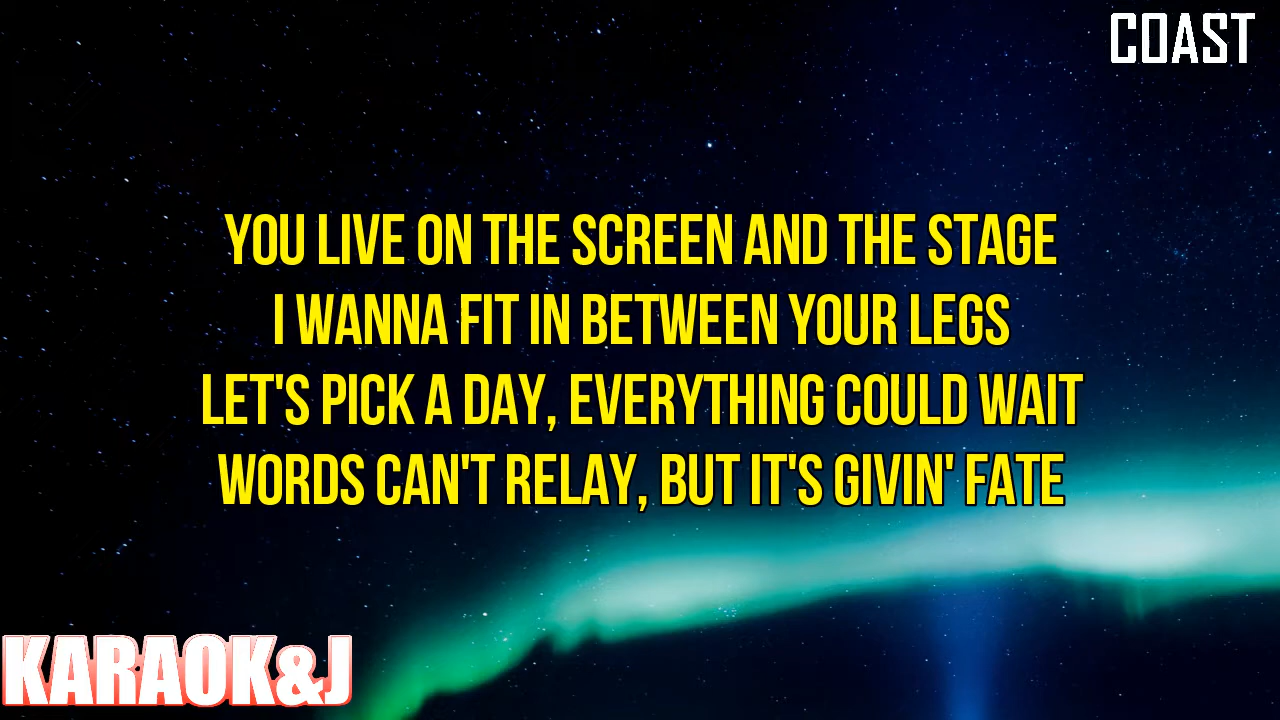 COAST
YOU LIVE ON THE SCREEN AND THE STAGE
I WANNA FIT IN BETWEEN YOUR LEGS
LET'S PICK A DAY, EVERYTHING COULD WAIT
WORDS CAN'T RELAY, BUT IT'S GIVIN' FATE
KARAOK&J